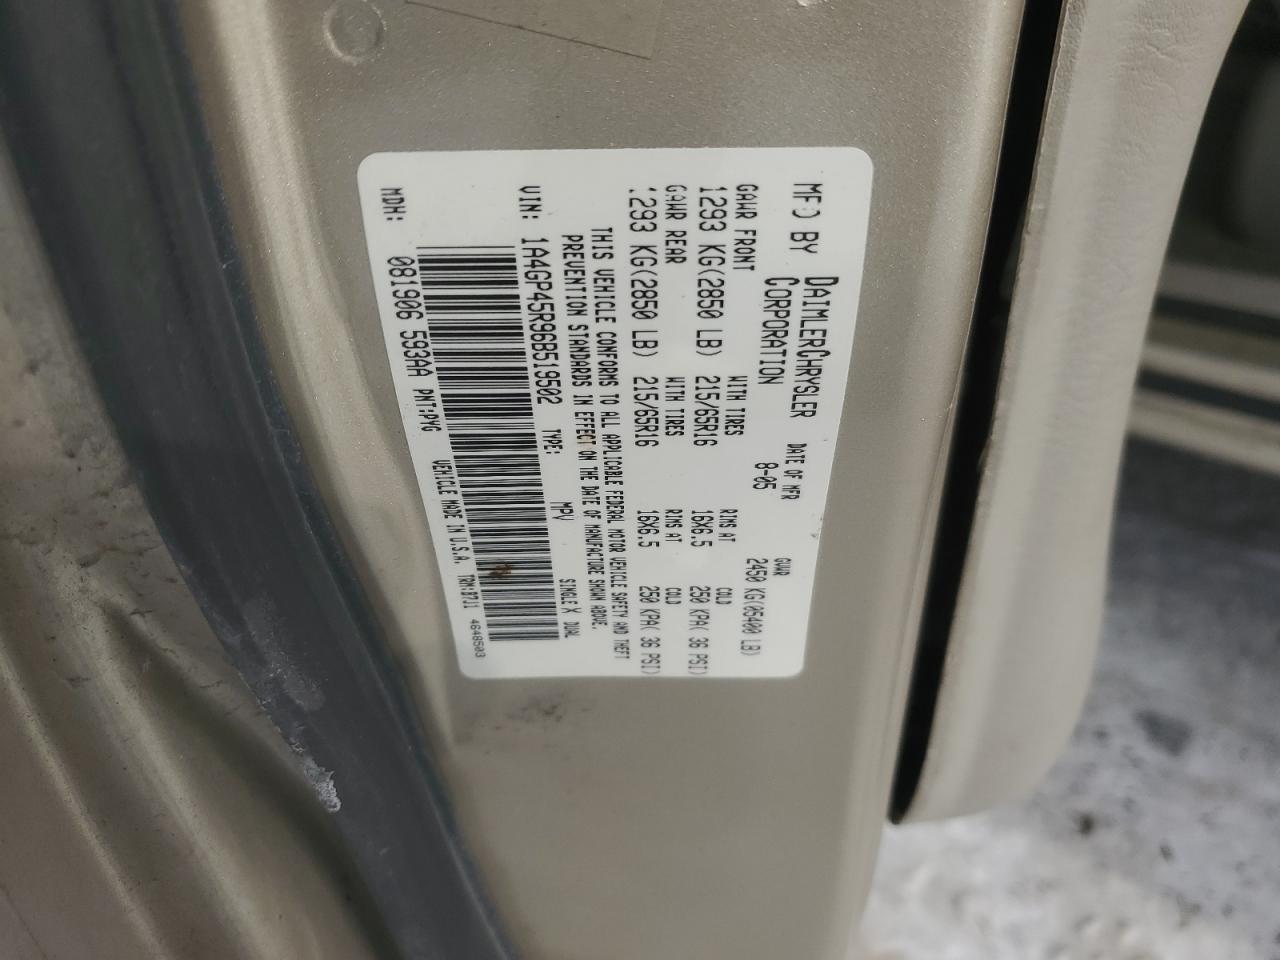 MFD BY DAIMLERCHRYSLER CORPORATION
DATE OF MFR 8-05
GVWR 2450 KG(05400 LB)
GAWR FRONT WITH TIRES RIMS AT COLD
1293 KG(2850 LB) 215/65R16 16X6.5 250 KPA( 36 PSI)
GAWR REAR WITH TIRES RIMS AT COLD
1293 KG(2850 LB) 215/65R16 16X6.5 250 KPA( 36 PSI)
THIS VEHICLE CONFORMS TO ALL APPLICABLE FEDERAL MOTOR VEHICLE SAFETY AND THEFT
PREVENTION STANDARDS IN EFFECT ON THE DATE OF MANUFACTURE SHOWN ABOVE.
VIN: 1A4GP45R96B519502 TYPE: MPV SINGLE X DUAL
MDH: 081906 593AA PNT:PYG VEHICLE MADE IN U.S.A. TRM:B7J1 4648503